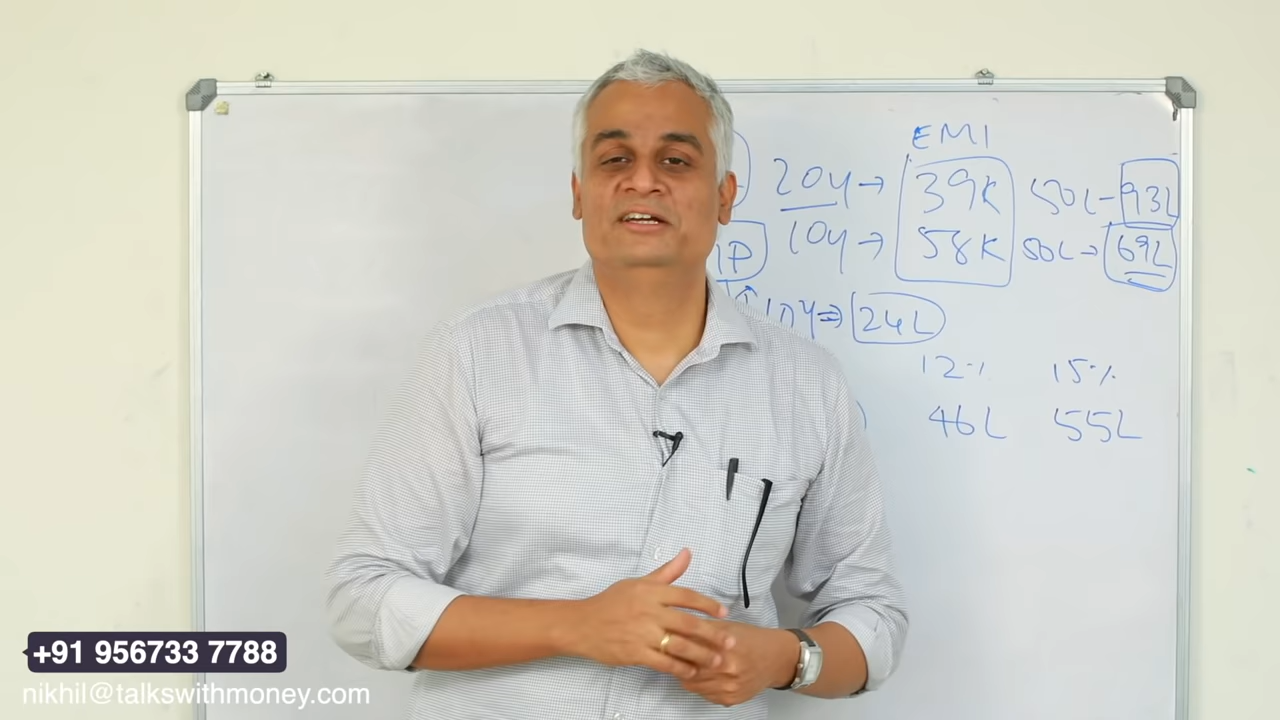 EMI
20Y → 39K 50L – 93L
10Y → 58K 50L → 69L
IP
10Y ⇒ 24L
12% 15%
46L 55L
+91 956733 7788
nikhil@talkswithmoney.com